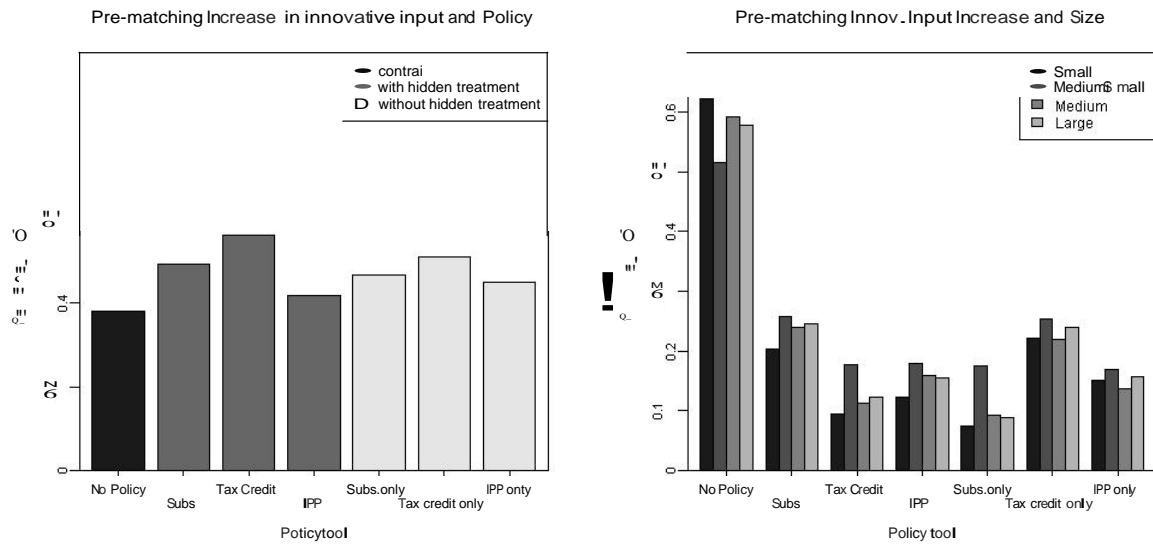 Pre-matching Increase in innovative input and Policy
contrai
with hidden treatment
D without hidden treatment
0.4
0
No Policy
Subs
Tax Credit
IPP
Subs.only
Tax credit only
IPP onty
Poticytool
Pre-matching Innov. Input Increase and Size
Small
MediumS mall
Medium
Large
0.6
0.4
0.2
0.1
0
No Policy
Subs
Tax Credit
IPP
Subs.only
Tax credit only
IPP only
Policy tool